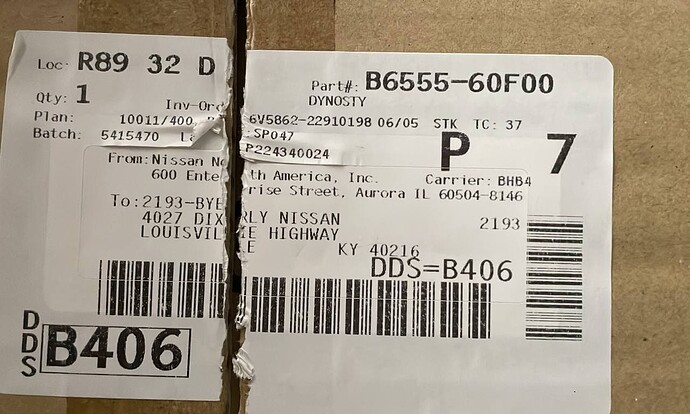 Loc: R89 32 D
Part#: B6555-60F00
DYNOSTY
Qty: 1
Inv-Ord
Plan: 10011/400 6V5862-22910198 06/05 STK TC: 37
Batch: 5415470 La :SP047
P224340024
P 7
From:Nissan No th America, Inc. Carrier: BHB4
600 Ente rise Street, Aurora IL 60504-8146
To:2193-BYE RLY NISSAN 2193
4027 DIX IE HIGHWAY
LOUISVIL E KY 40216
DDS=B406
DDS B406